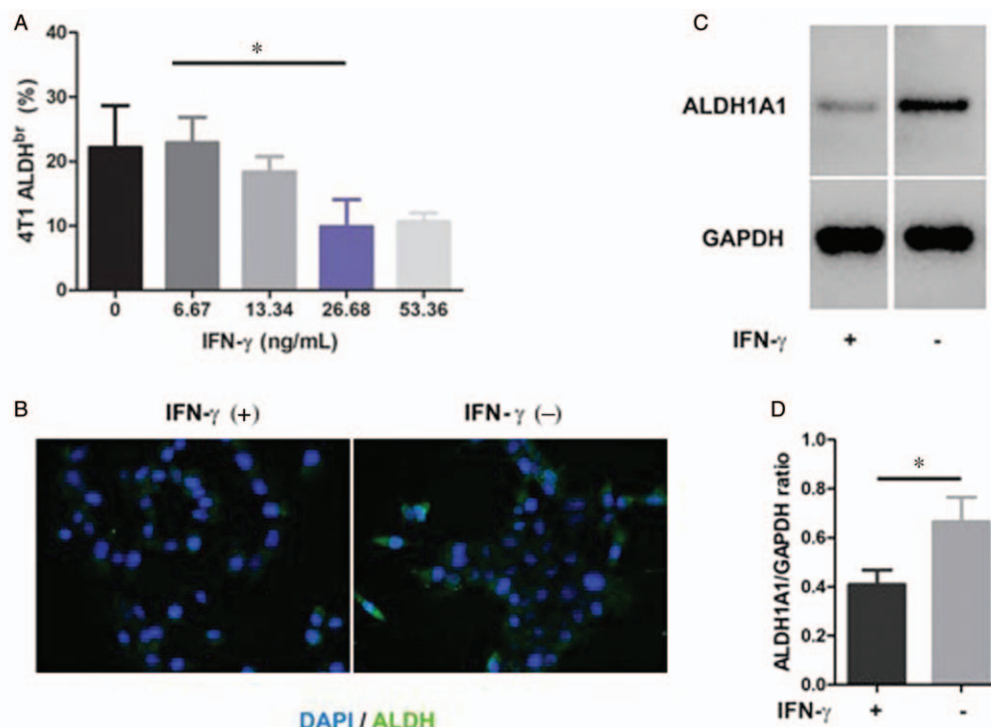 A
*
4T1 ALDHbr (%)
40
30
20
10
0
0 6.67 13.34 26.68 53.36
IFN-γ (ng/mL)
B
IFN-γ (+) IFN-γ (–)
DAPI / ALDH
C
ALDH1A1
GAPDH
IFN-γ + -
D
*
ALDH1A1/GAPDH ratio
1.0
0.8
0.6
0.4
0.2
0.0
IFN-γ + -